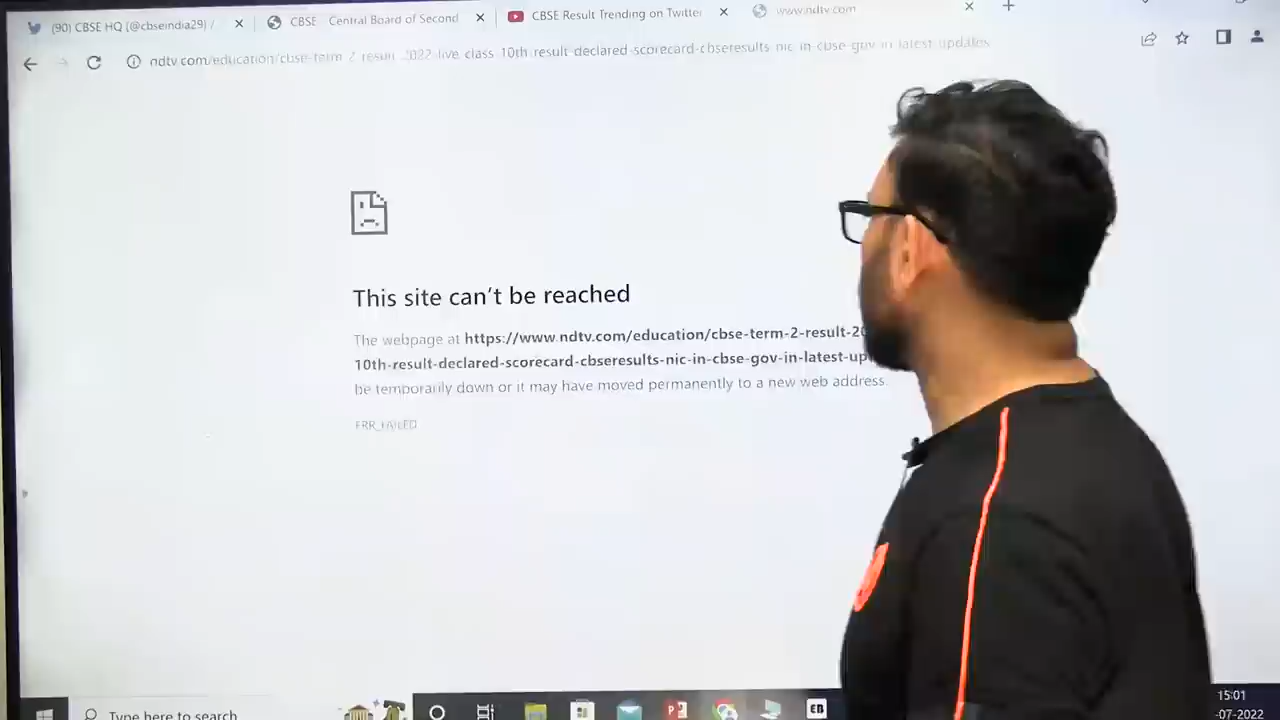 (90) CBSE HQ (@cbseindia29) /
CBSE Central Board of Second
CBSE Result Trending on Twitter
www.ndtv.com
ndtv.com/education/cbse-term-2-result-2022-live-class-10th-result-declared-scorecard-cbseresults-nic-in-cbse-gov-in-latest-updates
This site can't be reached
The webpage at https://www.ndtv.com/education/cbse-term-2-result-20
10th-result-declared-scorecard-cbseresults-nic-in-cbse-gov-in-latest-up
be temporarily down or it may have moved permanently to a new web address.
ERR_FAILED
Type here to search
15:01
-07-2022